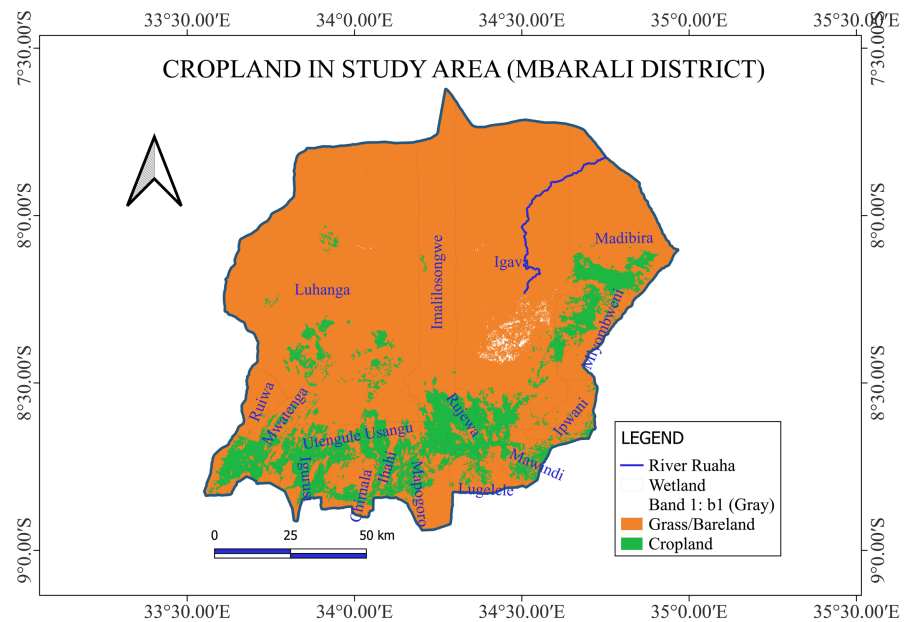 33°30.00′E 34°0.00′E 34°30.00′E 35°0.00′E 35°30.00′E
7°30.00′S 7°30.00′S
CROPLAND IN STUDY AREA (MBARALI DISTRICT)
8°0.00′S 8°0.00′S
Madibira
Igava
Imalilosongwe
Luhanga
Miyombweni
8°30.00′S 8°30.00′S
Ruiwa
Mwatenga
Rujewa
Ipwani
Utengule Usangu
Igurusi
Ihahi
Chimala
Mapogoro
Mawindi
Lugelele
LEGEND
River Ruaha
Wetland
Band 1: b1 (Gray)
Grass/Bareland
Cropland
0 25 50 km
9°0.00′S 9°0.00′S
33°30.00′E 34°0.00′E 34°30.00′E 35°0.00′E 35°30.00′E